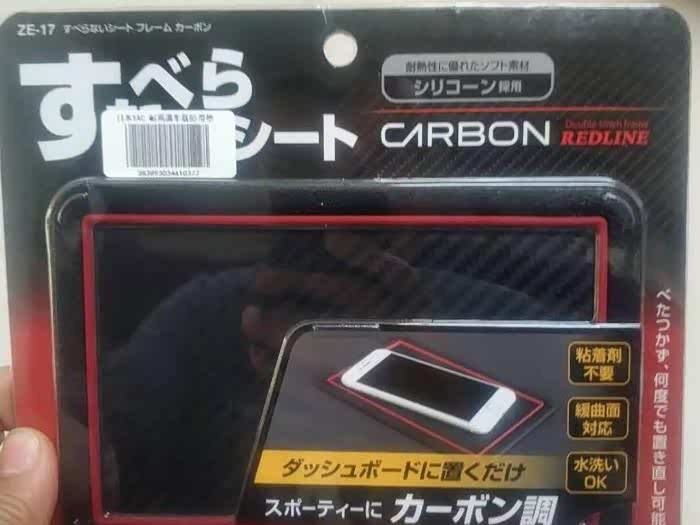 ZE-17 すべらないシート フレーム カーボン
すべら
シート
CARBON
Double stitch frame
REDLINE
耐熱性に優れたソフト素材
シリコーン採用
粘着剤
不要
緩曲面
対応
水洗い
OK
べたつかず、何度でも置き直し可能
ダッシュボードに置くだけ
スポーティーに カーボン調